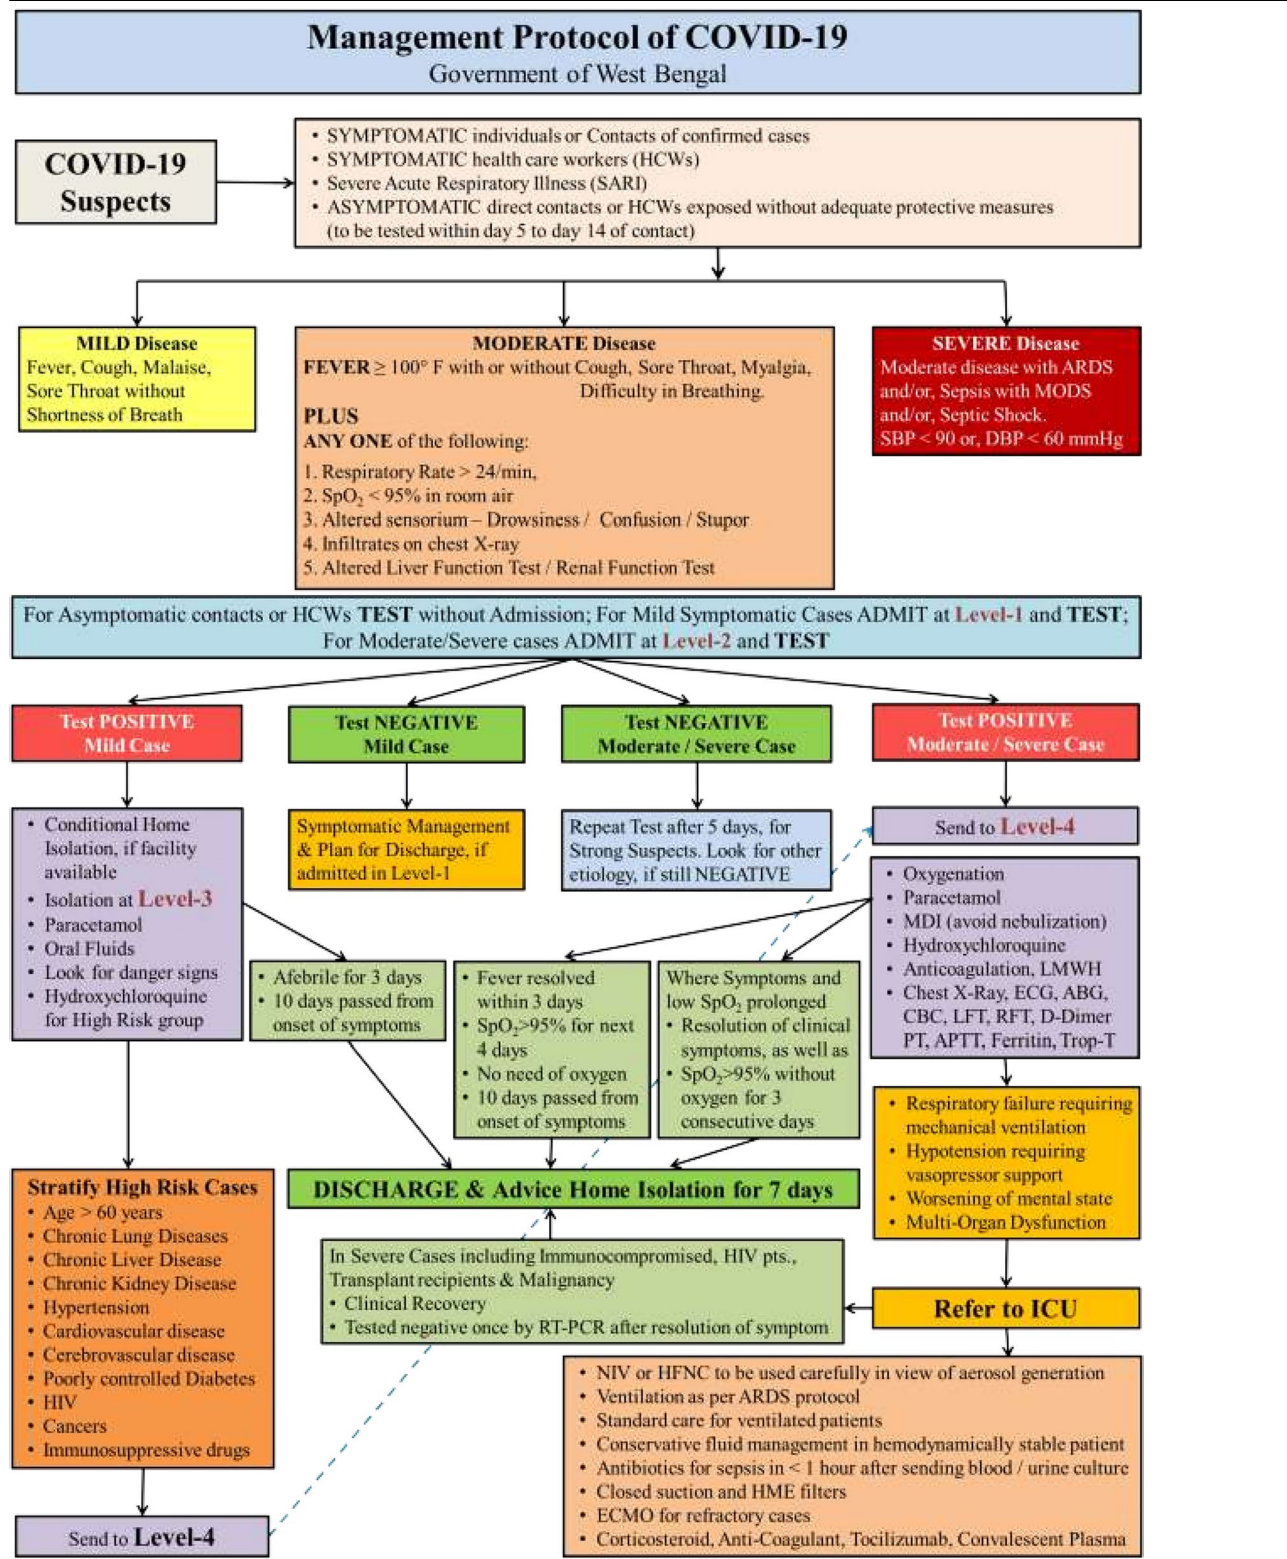 Management Protocol of COVID-19
Government of West Bengal
COVID-19
Suspects
• SYMPTOMATIC individuals or Contacts of confirmed cases
• SYMPTOMATIC health care workers (HCWs)
• Severe Acute Respiratory Illness (SARI)
• ASYMPTOMATIC direct contacts or HCWs exposed without adequate protective measures
(to be tested within day 5 to day 14 of contact)
MILD Disease
Fever, Cough, Malaise,
Sore Throat without
Shortness of Breath
MODERATE Disease
FEVER ≥ 100° F with or without Cough, Sore Throat, Myalgia,
Difficulty in Breathing.
PLUS
ANY ONE of the following:
1. Respiratory Rate > 24/min,
2. SpO₂ < 95% in room air
3. Altered sensorium – Drowsiness / Confusion / Stupor
4. Infiltrates on chest X-ray
5. Altered Liver Function Test / Renal Function Test
SEVERE Disease
Moderate disease with ARDS
and/or, Sepsis with MODS
and/or, Septic Shock.
SBP < 90 or, DBP < 60 mmHg
For Asymptomatic contacts or HCWs TEST without Admission; For Mild Symptomatic Cases ADMIT at Level-1 and TEST;
For Moderate/Severe cases ADMIT at Level-2 and TEST
Test POSITIVE
Mild Case
Test NEGATIVE
Mild Case
Test NEGATIVE
Moderate / Severe Case
Test POSITIVE
Moderate / Severe Case
• Conditional Home
Isolation, if facility
available
• Isolation at Level-3
• Paracetamol
• Oral Fluids
• Look for danger signs
• Hydroxychloroquine
for High Risk group
Symptomatic Management
& Plan for Discharge, if
admitted in Level-1
Repeat Test after 5 days, for
Strong Suspects. Look for other
etiology, if still NEGATIVE
Send to Level-4
• Oxygenation
• Paracetamol
• MDI (avoid nebulization)
• Hydroxychloroquine
• Anticoagulation, LMWH
• Chest X-Ray, ECG, ABG,
CBC, LFT, RFT, D-Dimer
PT, APTT, Ferritin, Trop-T
• Afebrile for 3 days
• 10 days passed from
onset of symptoms
• Fever resolved
within 3 days
• SpO₂>95% for next
4 days
• No need of oxygen
• 10 days passed from
onset of symptoms
Where Symptoms and
low SpO₂ prolonged
• Resolution of clinical
symptoms, as well as
• SpO₂>95% without
oxygen for 3
consecutive days
• Respiratory failure requiring
mechanical ventilation
• Hypotension requiring
vasopressor support
• Worsening of mental state
• Multi-Organ Dysfunction
Stratify High Risk Cases
• Age > 60 years
• Chronic Lung Diseases
• Chronic Liver Disease
• Chronic Kidney Disease
• Hypertension
• Cardiovascular disease
• Cerebrovascular disease
• Poorly controlled Diabetes
• HIV
• Cancers
• Immunosuppressive drugs
DISCHARGE & Advice Home Isolation for 7 days
In Severe Cases including Immunocompromised, HIV pts.,
Transplant recipients & Malignancy
• Clinical Recovery
• Tested negative once by RT-PCR after resolution of symptom
Refer to ICU
• NIV or HFNC to be used carefully in view of aerosol generation
• Ventilation as per ARDS protocol
• Standard care for ventilated patients
• Conservative fluid management in hemodynamically stable patient
• Antibiotics for sepsis in < 1 hour after sending blood / urine culture
• Closed suction and HME filters
• ECMO for refractory cases
• Corticosteroid, Anti-Coagulant, Tocilizumab, Convalescent Plasma
Send to Level-4